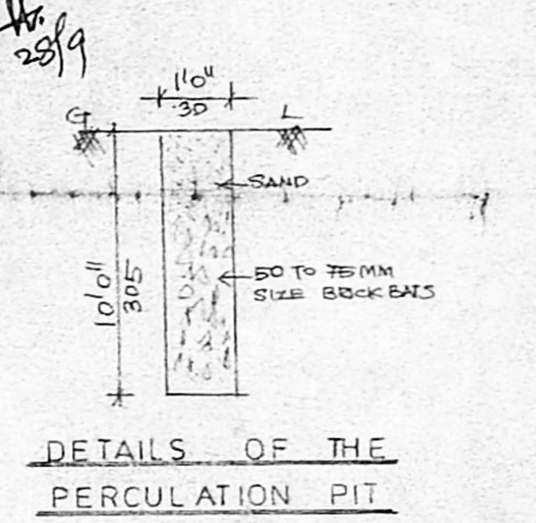 28/9
1'0"
30
G L
SAND
10'0"
305
50 TO 75MM
SIZE BRICK BATS
DETAILS OF THE
PERCULATION PIT